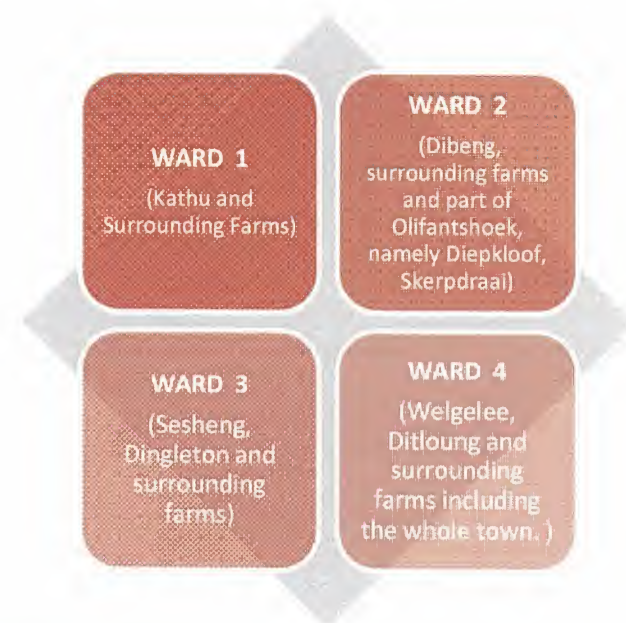 WARD 1
(Kathu and
Surrounding Farms)
WARD 2
(Dibeng,
surrounding farms
and part of
Olifantshoek,
namely Diepkloof,
Skerpdraai)
WARD 3
(Sesheng,
Dingleton and
surrounding
farms)
WARD 4
(Welgelee,
Ditloung and
surrounding
farms including
the whole town. )